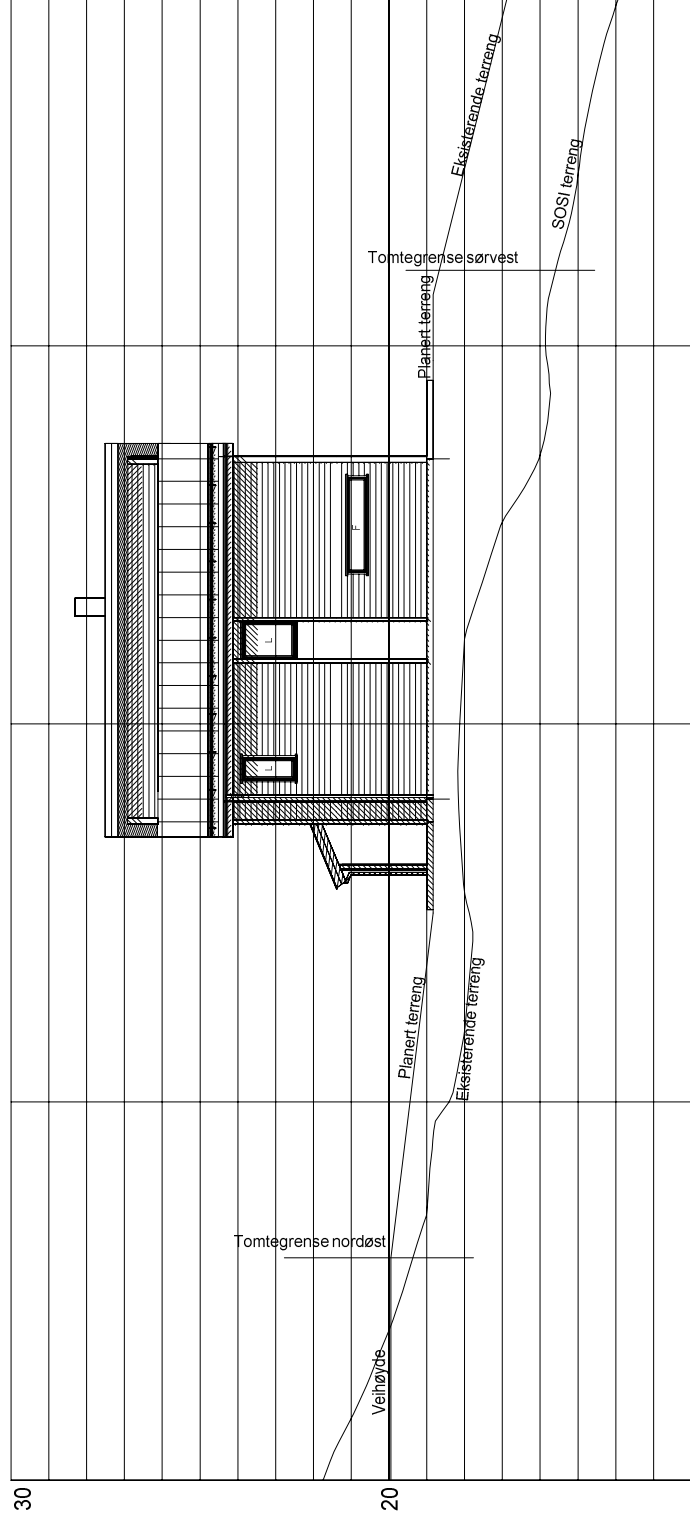 Eksisterende terreng
SOSI terreng
Tomtegrense sørvest
Planert terreng
F
L
L
Planert terreng
Eksisterende terreng
Tomtegrense nordøst
Veihøyde
30
20